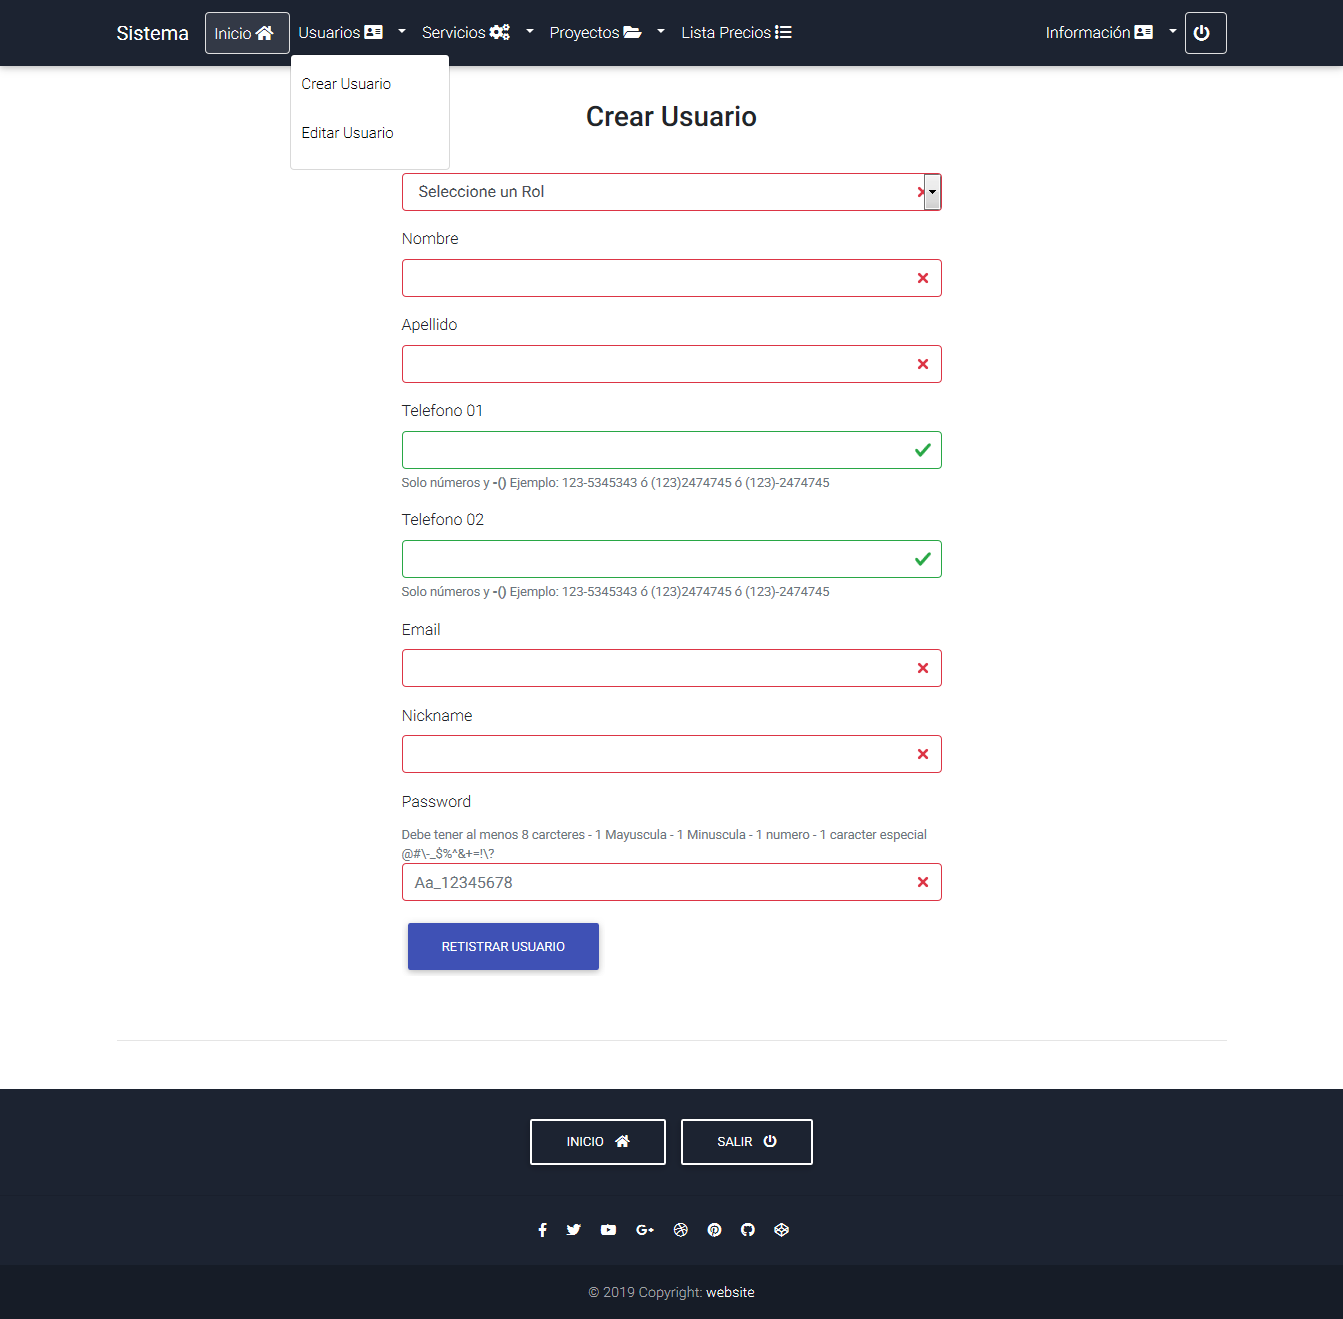 Sistema Inicio Usuarios Servicios Proyectos Lista Precios Información
Crear Usuario
Editar Usuario
Crear Usuario
Seleccione un Rol
Nombre
Apellido
Telefono 01
Solo números y -() Ejemplo: 123-5345343 ó (123)2474745 ó (123)-2474745
Telefono 02
Solo números y -() Ejemplo: 123-5345343 ó (123)2474745 ó (123)-2474745
Email
Nickname
Password
Debe tener al menos 8 carcteres - 1 Mayuscula - 1 Minuscula - 1 numero - 1 caracter especial
@#\-_$%^&+=!\?
Aa_12345678
RETISTRAR USUARIO
INICIO SALIR
© 2019 Copyright: website